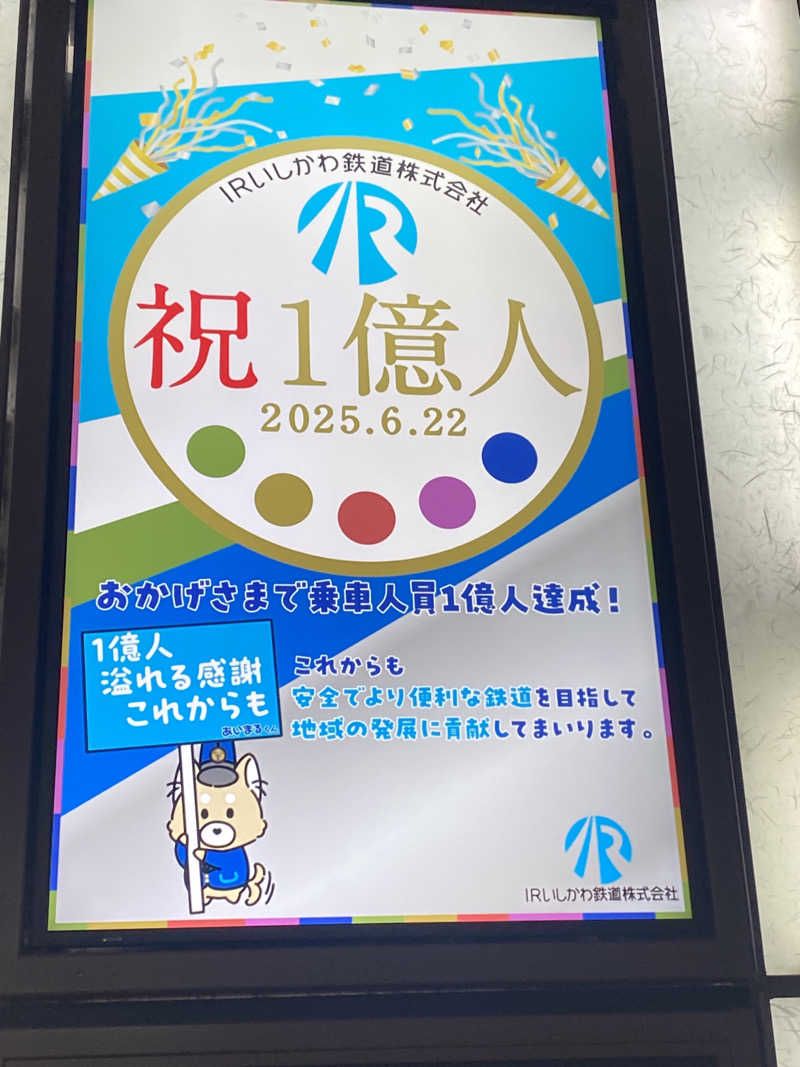 IRいしかわ鉄道株式会社
IR
祝1億人
2025.6.22
おかげさまで乗車人員1億人達成!
1億人
溢れる感謝
これからも
あいまるくん
これからも
安全でより便利な鉄道を目指して
地域の発展に貢献してまいります。
IR
IRいしかわ鉄道株式会社